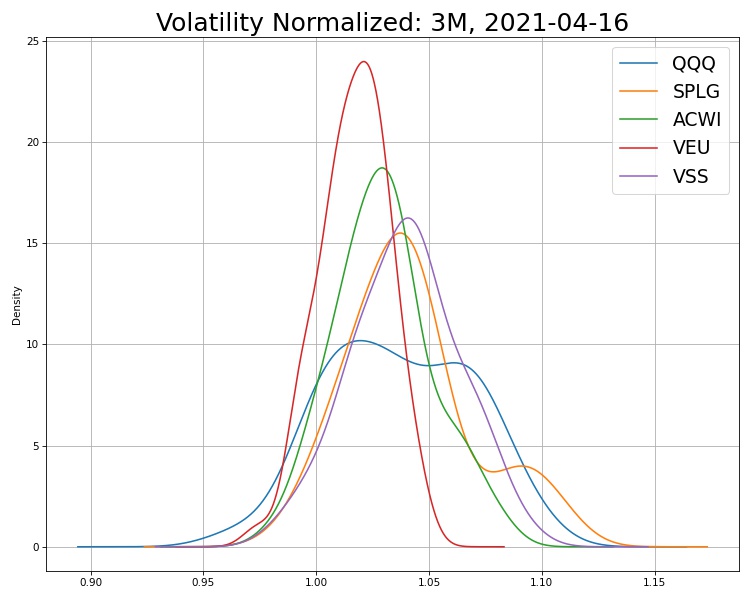 Volatility Normalized: 3M, 2021-04-16
25
20
15
10
5
0
Density
QQQ
SPLG
ACWI
VEU
VSS
0.90 0.95 1.00 1.05 1.10 1.15